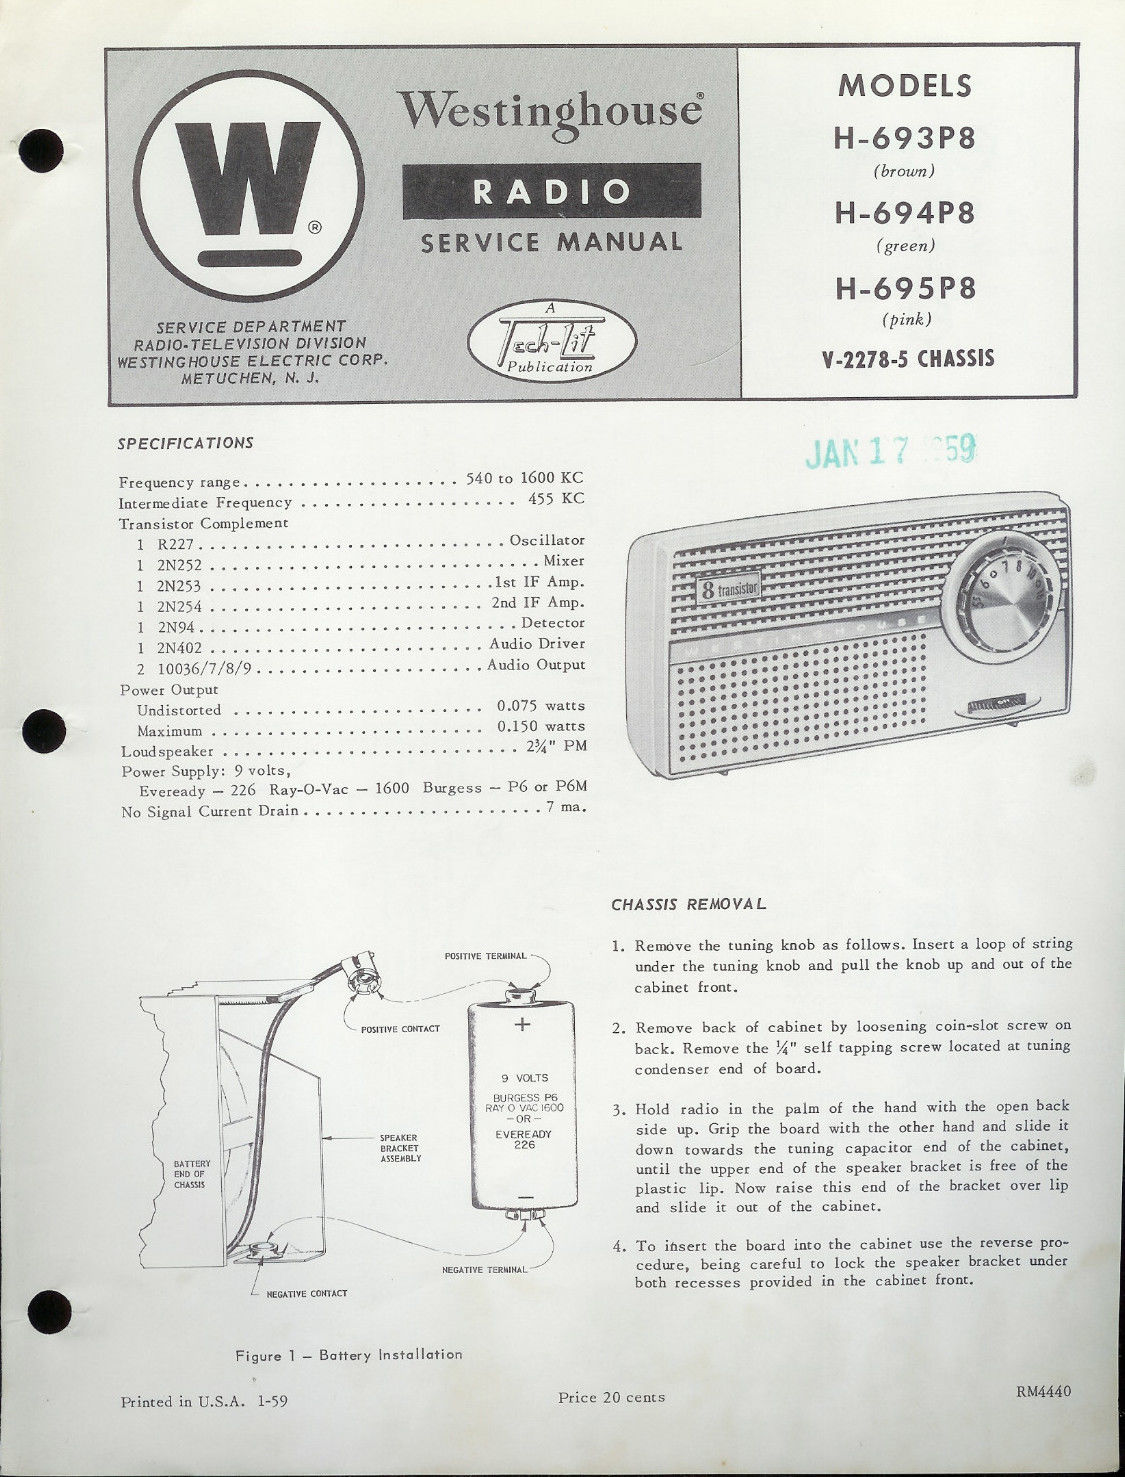 W®
Westinghouse®
RADIO
SERVICE MANUAL
A
Tech-Lit
Publication
SERVICE DEPARTMENT
RADIO-TELEVISION DIVISION
WESTINGHOUSE ELECTRIC CORP.
METUCHEN, N. J.
MODELS
H-693P8
(brown)
H-694P8
(green)
H-695P8
(pink)
V-2278-5 CHASSIS
JAN 17 59
SPECIFICATIONS
Frequency range . . . . . . . . . . . . . . . . . . . 540 to 1600 KC
Intermediate Frequency . . . . . . . . . . . . . . . . . . . 455 KC
Transistor Complement
1 R227 . . . . . . . . . . . . . . . . . . . . . . . . . . . Oscillator
1 2N252 . . . . . . . . . . . . . . . . . . . . . . . . . . . . . Mixer
1 2N253 . . . . . . . . . . . . . . . . . . . . . . . . . 1st IF Amp.
1 2N254 . . . . . . . . . . . . . . . . . . . . . . . . 2nd IF Amp.
1 2N94 . . . . . . . . . . . . . . . . . . . . . . . . . . . . Detector
1 2N402 . . . . . . . . . . . . . . . . . . . . . . . . Audio Driver
2 10036/7/8/9 . . . . . . . . . . . . . . . . . . . . Audio Output
Power Output
Undistorted . . . . . . . . . . . . . . . . . . . . . . 0.075 watts
Maximum . . . . . . . . . . . . . . . . . . . . . . . . 0.150 watts
Loudspeaker . . . . . . . . . . . . . . . . . . . . . . . . . . 2¾" PM
Power Supply: 9 volts,
Eveready — 226 Ray-O-Vac — 1600 Burgess — P6 or P6M
No Signal Current Drain . . . . . . . . . . . . . . . . . . . . . 7 ma.
8 transistor
WESTINGHOUSE
55 6 7 8 10
CHASSIS REMOVAL
1. Remove the tuning knob as follows. Insert a loop of string
under the tuning knob and pull the knob up and out of the
cabinet front.
2. Remove back of cabinet by loosening coin-slot screw on
back. Remove the ¼" self tapping screw located at tuning
condenser end of board.
3. Hold radio in the palm of the hand with the open back
side up. Grip the board with the other hand and slide it
down towards the tuning capacitor end of the cabinet,
until the upper end of the speaker bracket is free of the
plastic lip. Now raise this end of the bracket over lip
and slide it out of the cabinet.
4. To insert the board into the cabinet use the reverse pro-
cedure, being careful to lock the speaker bracket under
both recesses provided in the cabinet front.
POSITIVE TERMINAL
POSITIVE CONTACT
+
9 VOLTS
BURGESS P6
RAY O VAC 1600
—OR—
EVEREADY
226
—
SPEAKER
BRACKET
ASSEMBLY
BATTERY
END OF
CHASSIS
NEGATIVE TERMINAL
NEGATIVE CONTACT
Figure 1 — Battery Installation
Printed in U.S.A. 1-59
Price 20 cents
RM4440